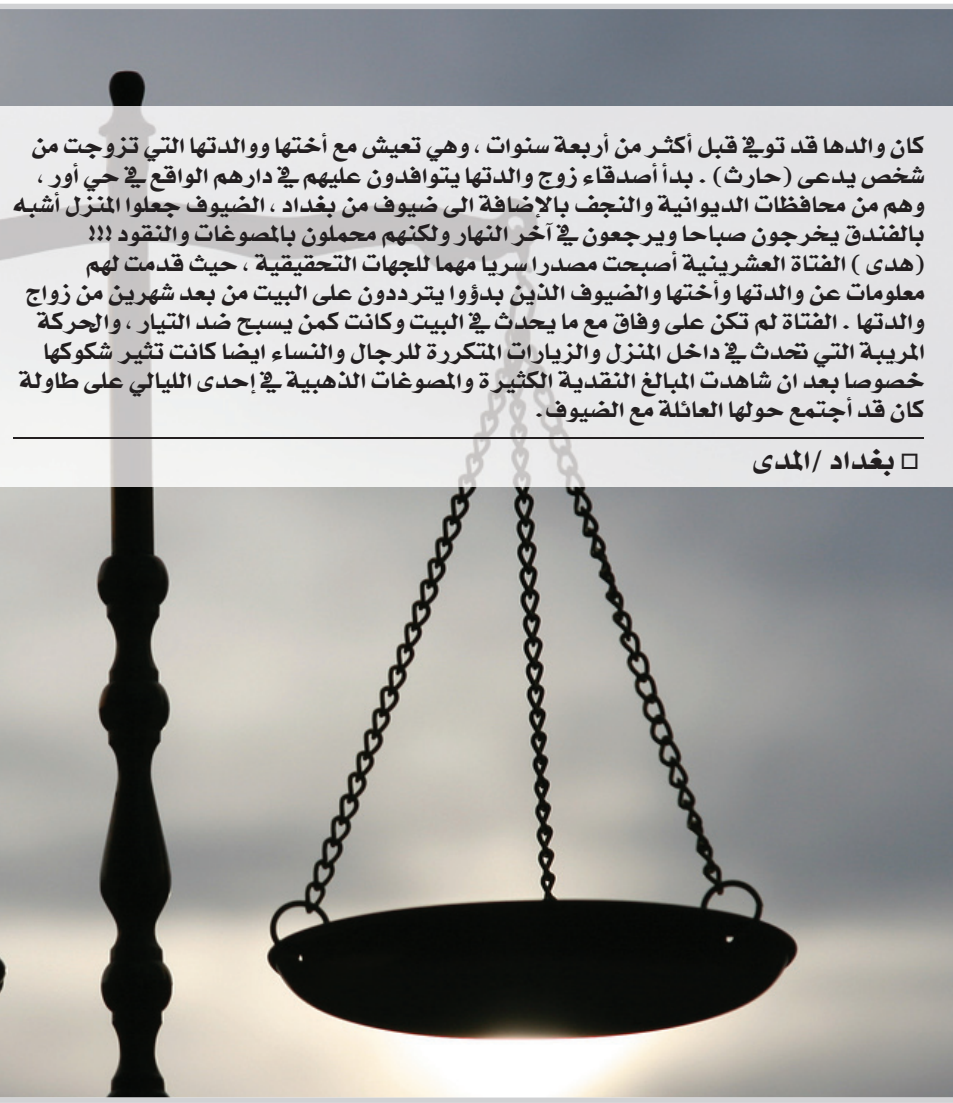 كان والدها قد توفي قبل أكثر من أربعة سنوات ، وهي تعيش مع أختها ووالدتها التي تزوجت من
شخص يدعى (حارث) . بدأ أصدقاء زوج والدتها يتوافدون عليهم في دارهم الواقع في حي أور ،
وهم من محافظات الديوانية والنجف بالإضافة الى ضيوف من بغداد ، الضيوف جعلوا المنزل أشبه
بالفندق يخرجون صباحا ويرجعون في آخر النهار ولكنهم محملون بالمصوغات والنقود !!!
(هدى ) الفتاة العشرينية أصبحت مصدرا سريا مهما للجهات التحقيقية ، حيث قدمت لهم
معلومات عن والدتها وأختها والضيوف الذين بدؤوا يترددون على البيت من بعد شهرين من زواج
والدتها . الفتاة لم تكن على وفاق مع ما يحدث في البيت وكانت كمن يسبح ضد التيار ، والحركة
المريبة التي تحدث في داخل المنزل والزيارات المتكررة للرجال والنساء ايضا كانت تثير شكوكها
خصوصا بعد ان شاهدت المبالغ النقدية الكثيرة والمصوغات الذهبية في إحدى الليالي على طاولة
كان قد أجتمع حولها العائلة مع الضيوف.
□ بغداد /المدى